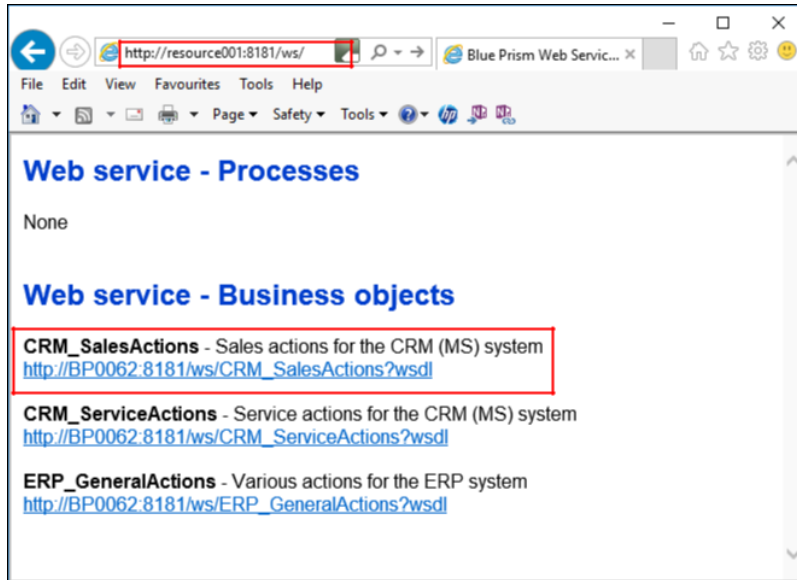 http://resource001:8181/ws/
Blue Prism Web Servic...
File Edit View Favourites Tools Help
Page Safety Tools
Web service - Processes
None
Web service - Business objects
CRM_SalesActions - Sales actions for the CRM (MS) system
http://BP0062:8181/ws/CRM_SalesActions?wsdl
CRM_ServiceActions - Service actions for the CRM (MS) system
http://BP0062:8181/ws/CRM_ServiceActions?wsdl
ERP_GeneralActions - Various actions for the ERP system
http://BP0062:8181/ws/ERP_GeneralActions?wsdl